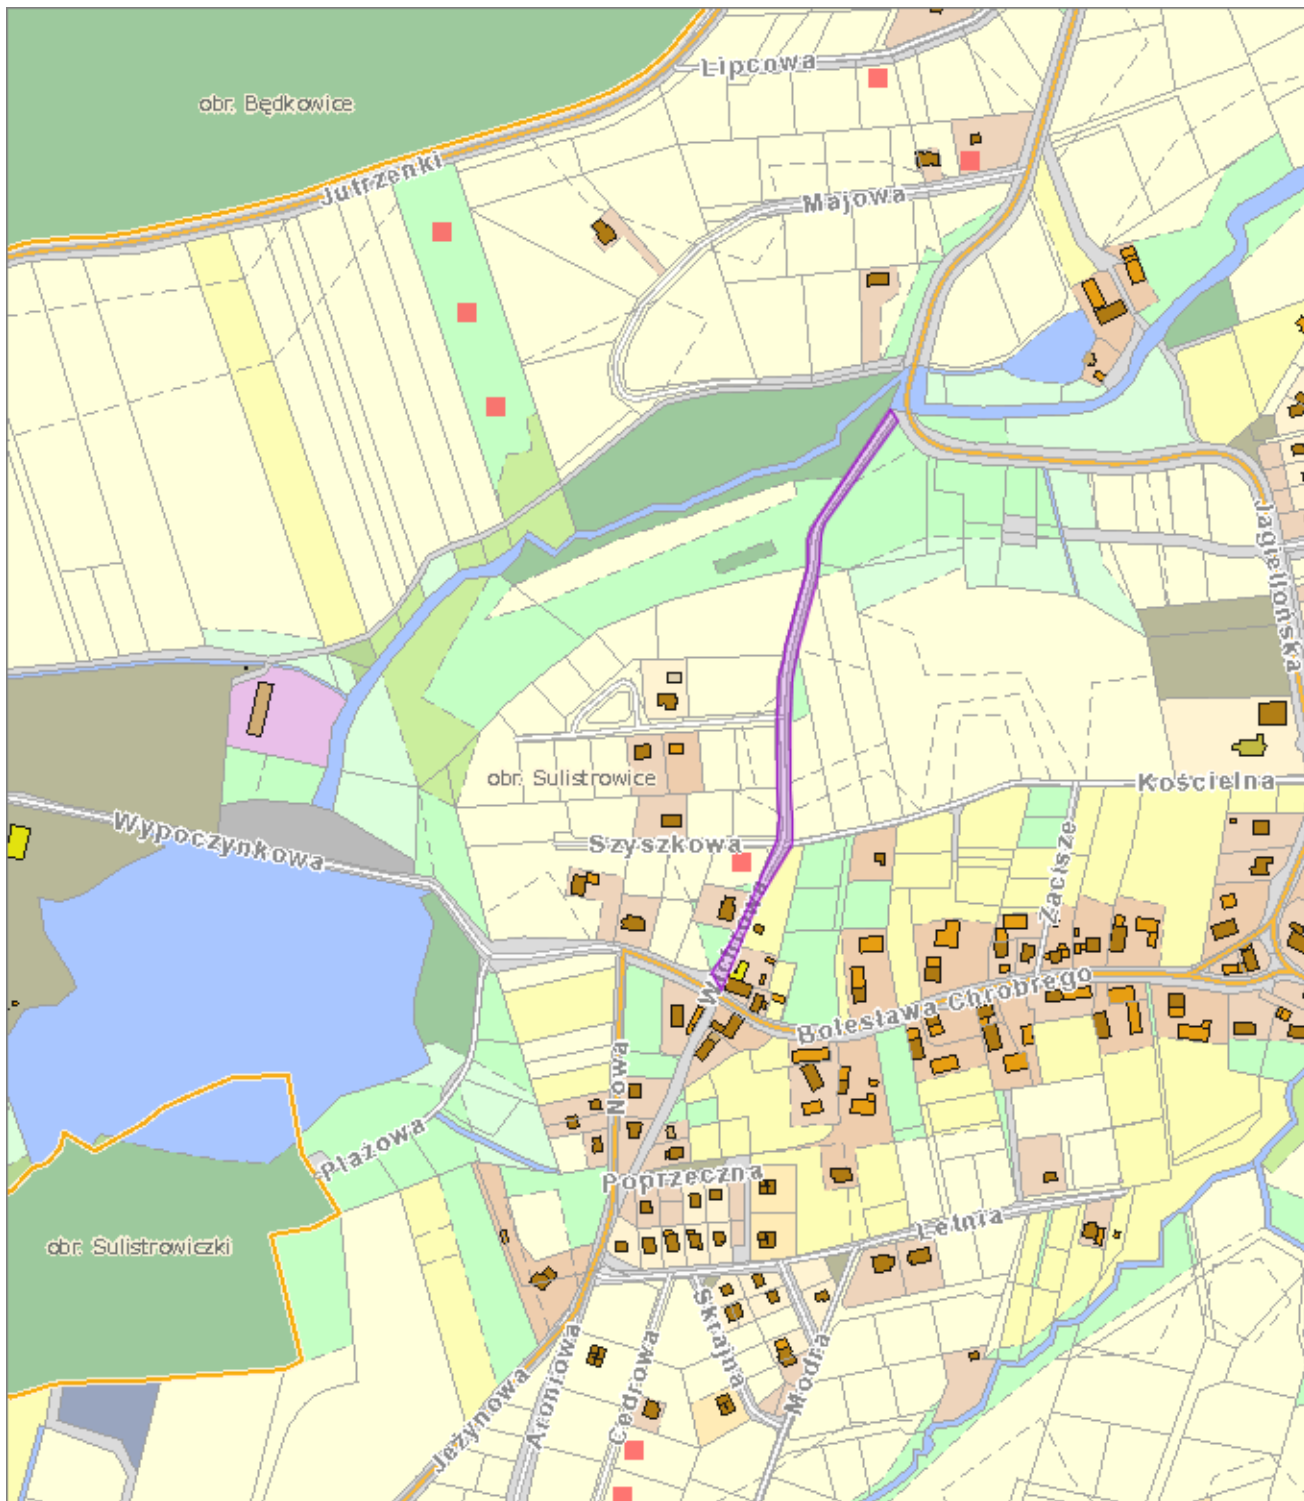 Lipcowa
obr. Będkowice
Jutrzenki
Majowa
Jagiellońska
obr. Sulistrowice
Kościelna
Wypoczynkowa
Szyszkowa
Zacisze
Bolesława Chrobrego
Nowa
Plażowa
Poprzeczna
Letnia
obr. Sulistrowiczki
Skrajna
Modra
Cedrowa
Aroniowa
Jeżynowa